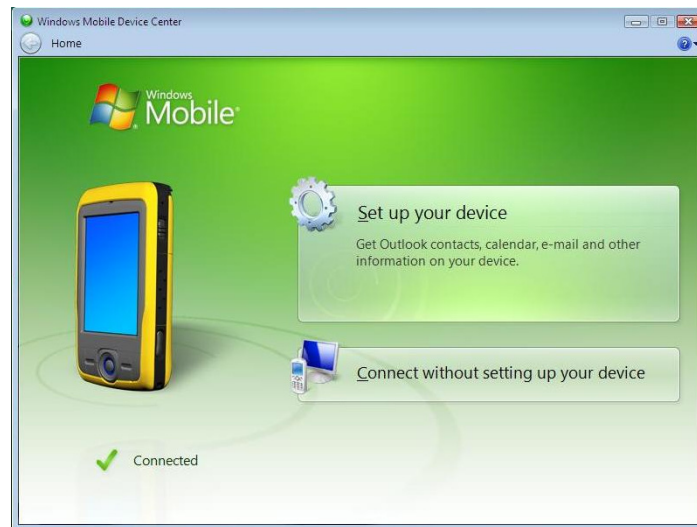 Windows Mobile Device Center
Home
Windows
Mobile®
Set up your device
Get Outlook contacts, calendar, e-mail and other
information on your device.
Connect without setting up your device
Connected